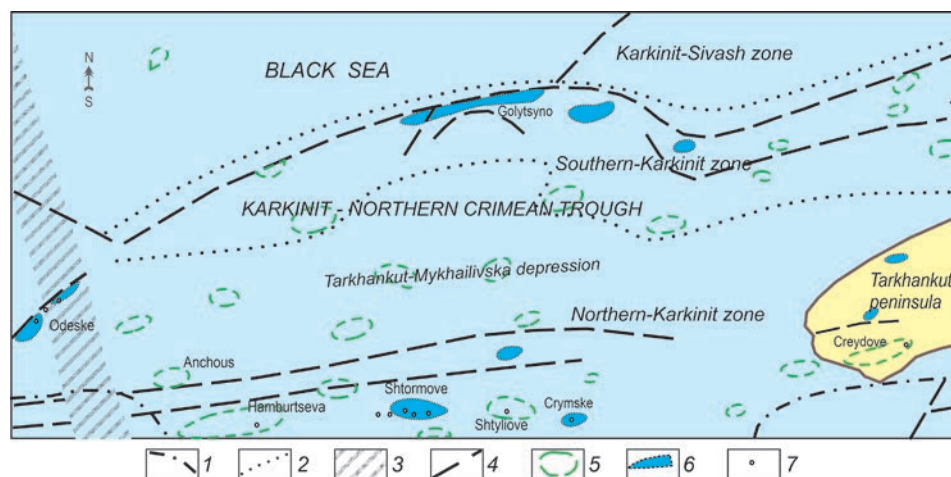 Karkinit-Sivash zone
N
BLACK SEA
S
Golytsyno
Southern-Karkinit zone
KARKINIT - NORTHERN CRIMEAN TROUGH
Tarkhankut-Mykhailivska depression
Tarkhankut
peninsula
Northern-Karkinit zone
Odeske
Creydove
Anchous
Shtormove
Hamburtseva
Crymske
Shtyliove
1
2
3
4
5
6
7